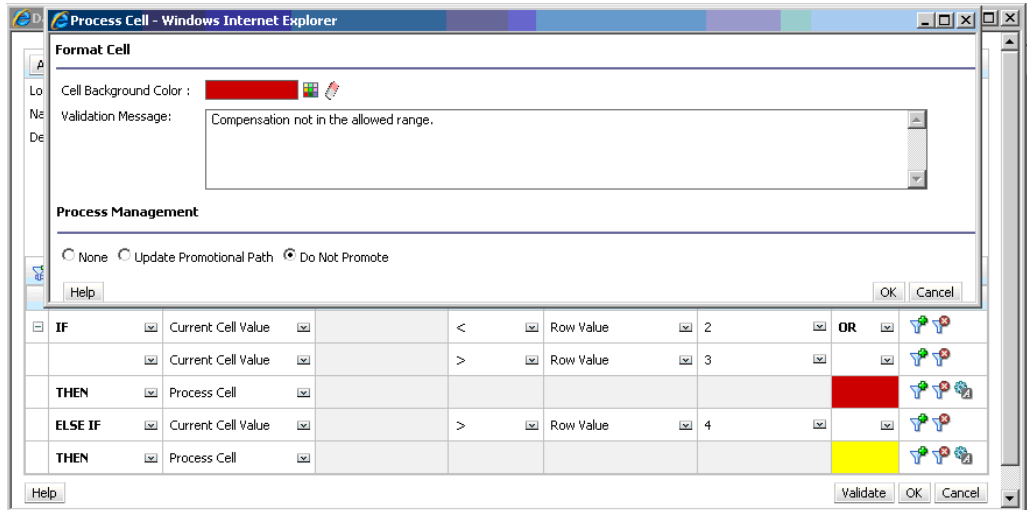 D
Process Cell - Windows Internet Explorer
Format Cell
A
Lo
Cell Background Color :
Na
Validation Message:
Compensation not in the allowed range.
De
Process Management
None Update Promotional Path Do Not Promote
Help OK Cancel
IF Current Cell Value < Row Value 2 OR
Current Cell Value > Row Value 3
THEN Process Cell
ELSE IF Current Cell Value > Row Value 4
THEN Process Cell
Help Validate OK Cancel